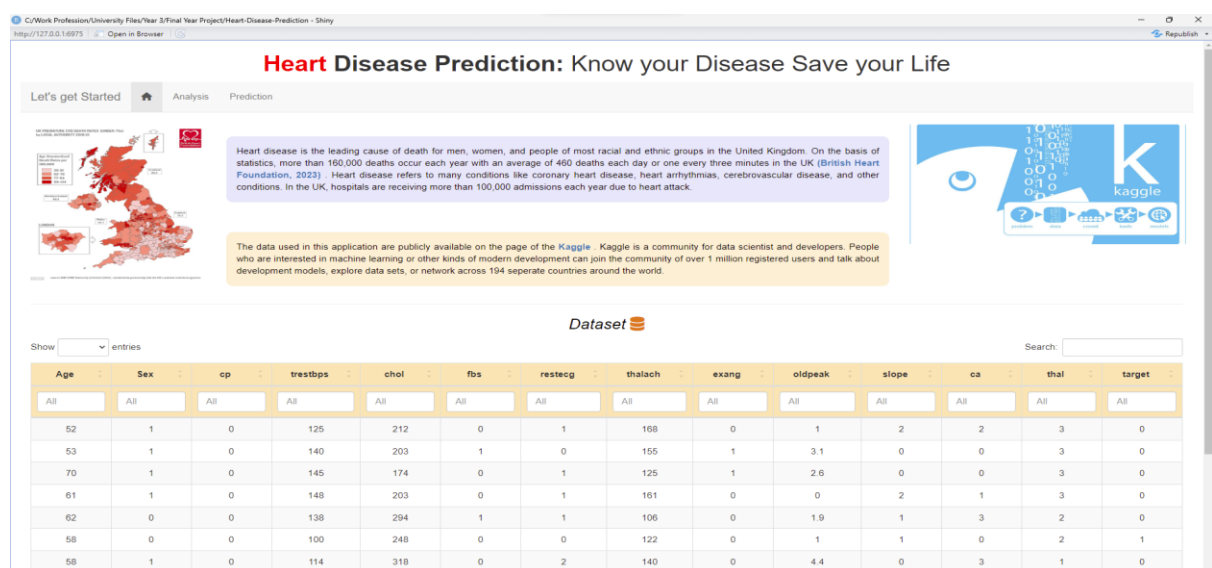 C:/Work Profession/University Files/Year 3/Final Year Project/Heart-Disease-Prediction - Shiny
http://127.0.0.1:6975 Open in Browser Republish
Heart Disease Prediction: Know your Disease Save your Life
Let's get Started Analysis Prediction
Heart disease is the leading cause of death for men, women, and people of most racial and ethnic groups in the United Kingdom. On the basis of
statistics, more than 160,000 deaths occur each year with an average of 460 deaths each day or one every three minutes in the UK (British Heart
Foundation, 2023) . Heart disease refers to many conditions like coronary heart disease, heart arrhythmias, cerebrovascular disease, and other
conditions. In the UK, hospitals are receiving more than 100,000 admissions each year due to heart attack.
kaggle
The data used in this application are publicly available on the page of the Kaggle . Kaggle is a community for data scientist and developers. People
who are interested in machine learning or other kinds of modern development can join the community of over 1 million registered users and talk about
development models, explore data sets, or network across 194 seperate countries around the world.
Dataset
Show entries Search:
Age Sex cp trestbps chol fbs restecg thalach exang oldpeak slope ca thal target
All All All All All All All All All All All All All All
52 1 0 125 212 0 1 168 0 1 2 2 3 0
53 1 0 140 203 1 0 155 1 3.1 0 0 3 0
70 1 0 145 174 0 1 125 1 2.6 0 0 3 0
61 1 0 148 203 0 1 161 0 0 2 1 3 0
62 0 0 138 294 1 1 106 0 1.9 1 3 2 0
58 0 0 100 248 0 0 122 0 1 1 0 2 1
58 1 0 114 318 0 2 140 0 4.4 0 3 1 0